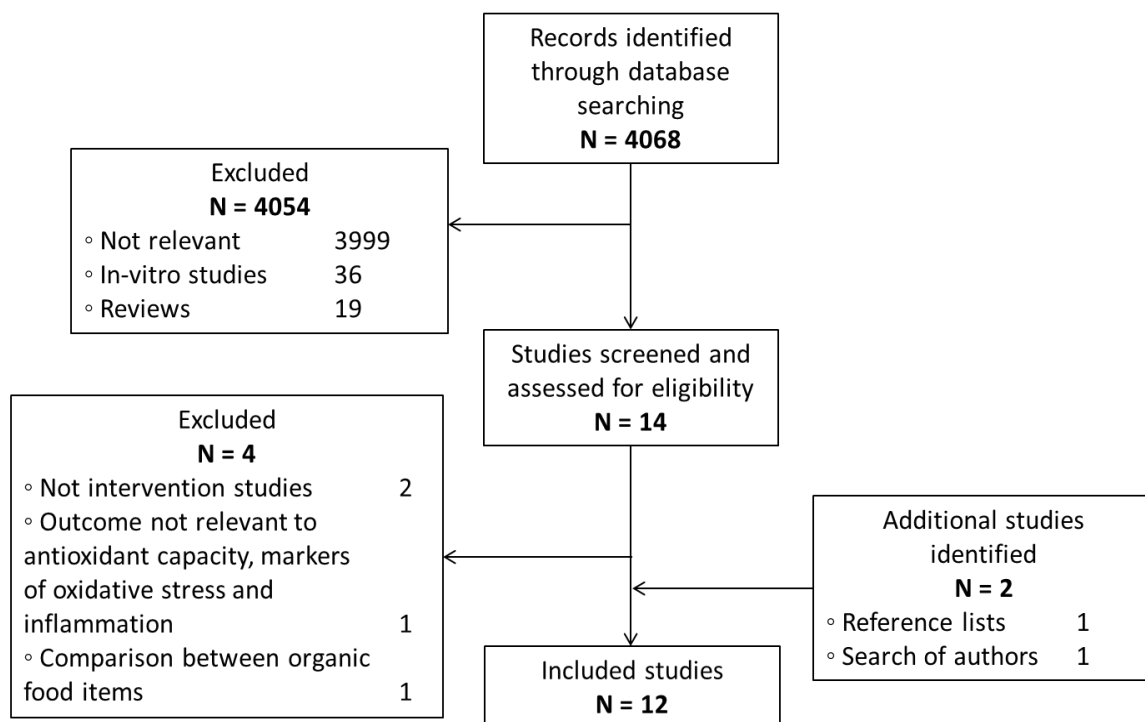 Records identified
through database
searching
N = 4068
Excluded
N = 4054
◦ Not relevant 3999
◦ In-vitro studies 36
◦ Reviews 19
Studies screened and
assessed for eligibility
N = 14
Excluded
N = 4
◦ Not intervention studies 2
◦ Outcome not relevant to
antioxidant capacity, markers
of oxidative stress and
inflammation 1
◦ Comparison between organic
food items 1
Additional studies
identified
N = 2
◦ Reference lists 1
◦ Search of authors 1
Included studies
N = 12